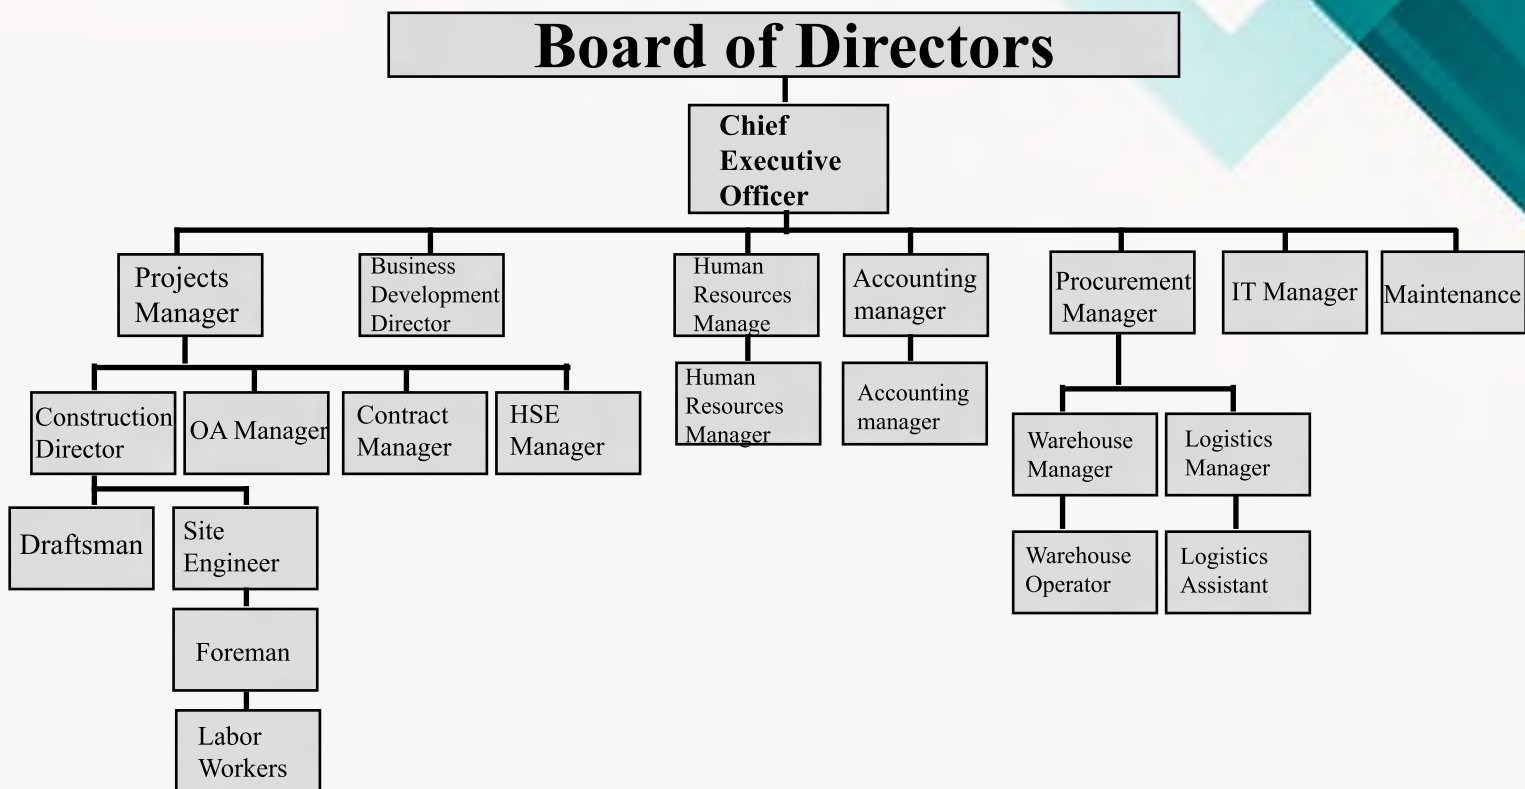 Board of Directors
Chief
Executive
Officer
Projects
Manager
Business
Development
Director
Human
Resources
Manage
Accounting
manager
Procurement
Manager
IT Manager
Maintenance
Construction
Director
OA Manager
Contract
Manager
HSE
Manager
Human
Resources
Manager
Accounting
manager
Warehouse
Manager
Logistics
Manager
Draftsman
Site
Engineer
Warehouse
Operator
Logistics
Assistant
Foreman
Labor
Workers